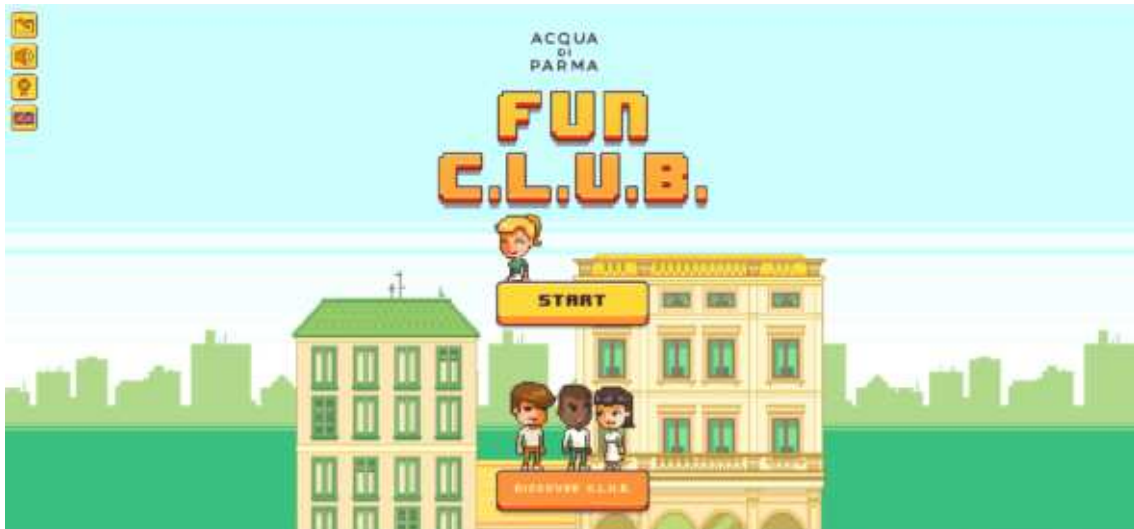 ACQUA
DI
PARMA
FUN
C.L.U.B.
START
DISCOVER C.L.U.B.